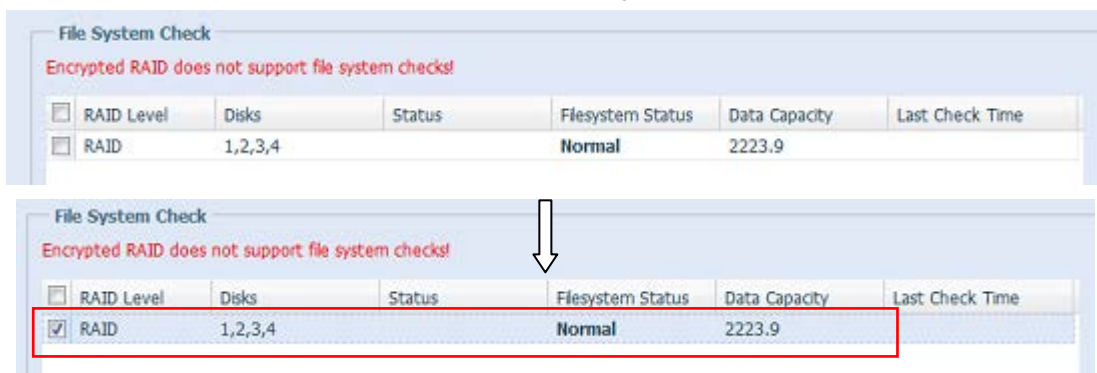 File System Check
Encrypted RAID does not support file system checks!
RAID Level Disks Status Filesystem Status Data Capacity Last Check Time
RAID 1,2,3,4 Normal 2223.9
File System Check
Encrypted RAID does not support file system checks!
RAID Level Disks Status Filesystem Status Data Capacity Last Check Time
RAID 1,2,3,4 Normal 2223.9